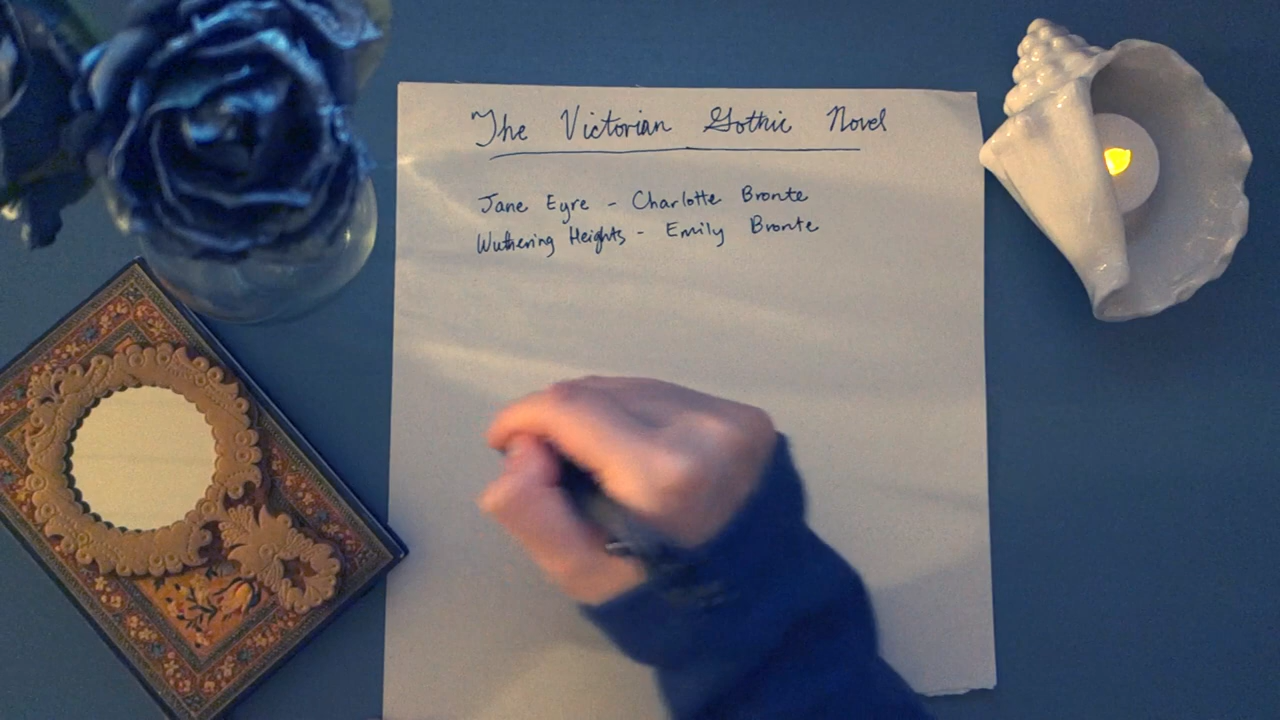 The Victorian Gothic Novel
Jane Eyre - Charlotte Bronte
Wuthering Heights - Emily Bronte